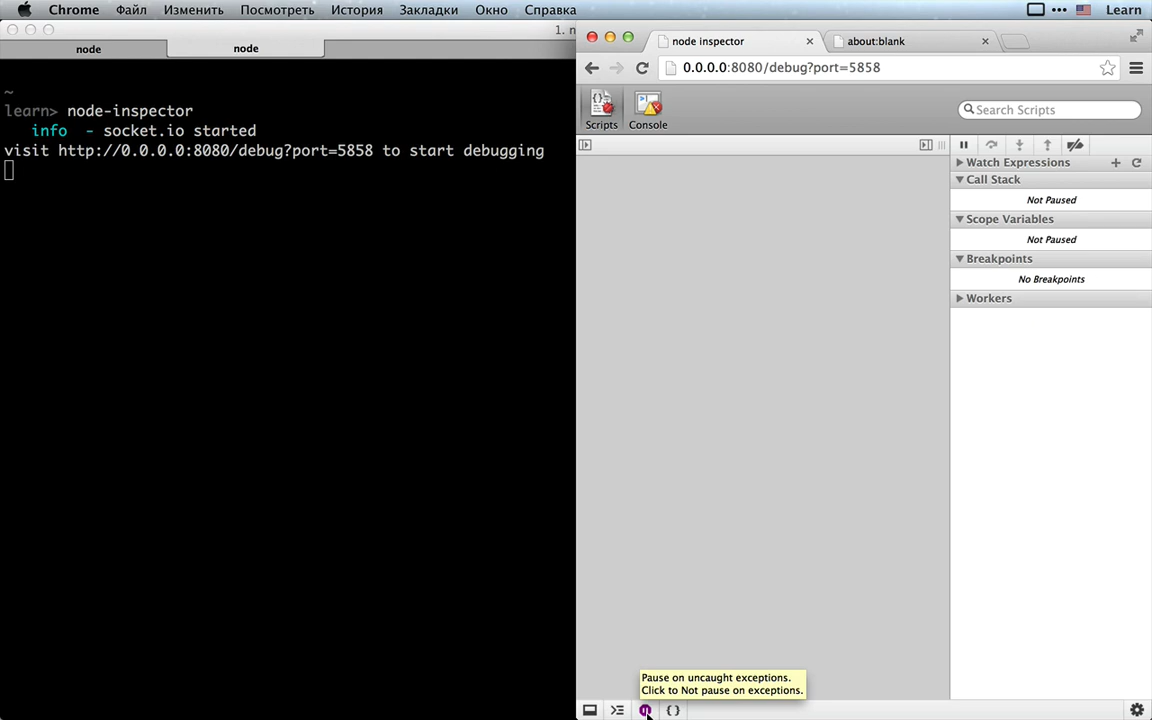 Chrome Файл Изменить Посмотреть История Закладки Окно Справка Learn
1. n
node node
~
learn> node-inspector
info - socket.io started
visit http://0.0.0.0:8080/debug?port=5858 to start debugging
node inspector about:blank
0.0.0.0:8080/debug?port=5858
Scripts Console Search Scripts
Watch Expressions
Call Stack
Not Paused
Scope Variables
Not Paused
Breakpoints
No Breakpoints
Workers
Pause on uncaught exceptions.
Click to Not pause on exceptions.